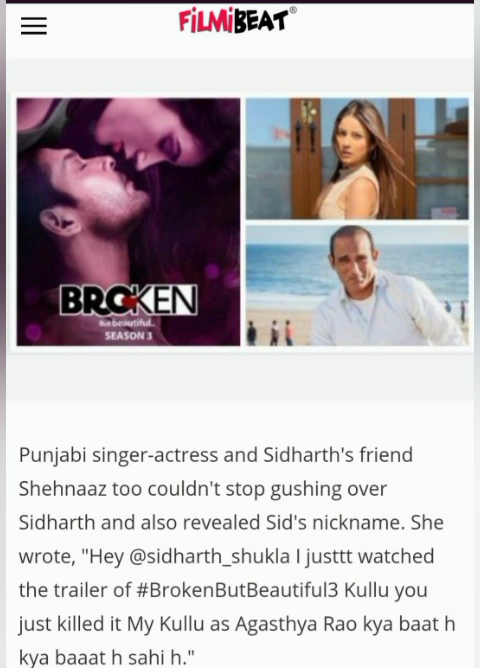 FiLMiBEAT®
BROKEN
But beautiful..
SEASON 3
Punjabi singer-actress and Sidharth's friend
Shehnaaz too couldn't stop gushing over
Sidharth and also revealed Sid's nickname. She
wrote, "Hey @sidharth_shukla I justtt watched
the trailer of #BrokenButBeautiful3 Kullu you
just killed it My Kullu as Agasthya Rao kya baat h
kya baaat h sahi h."